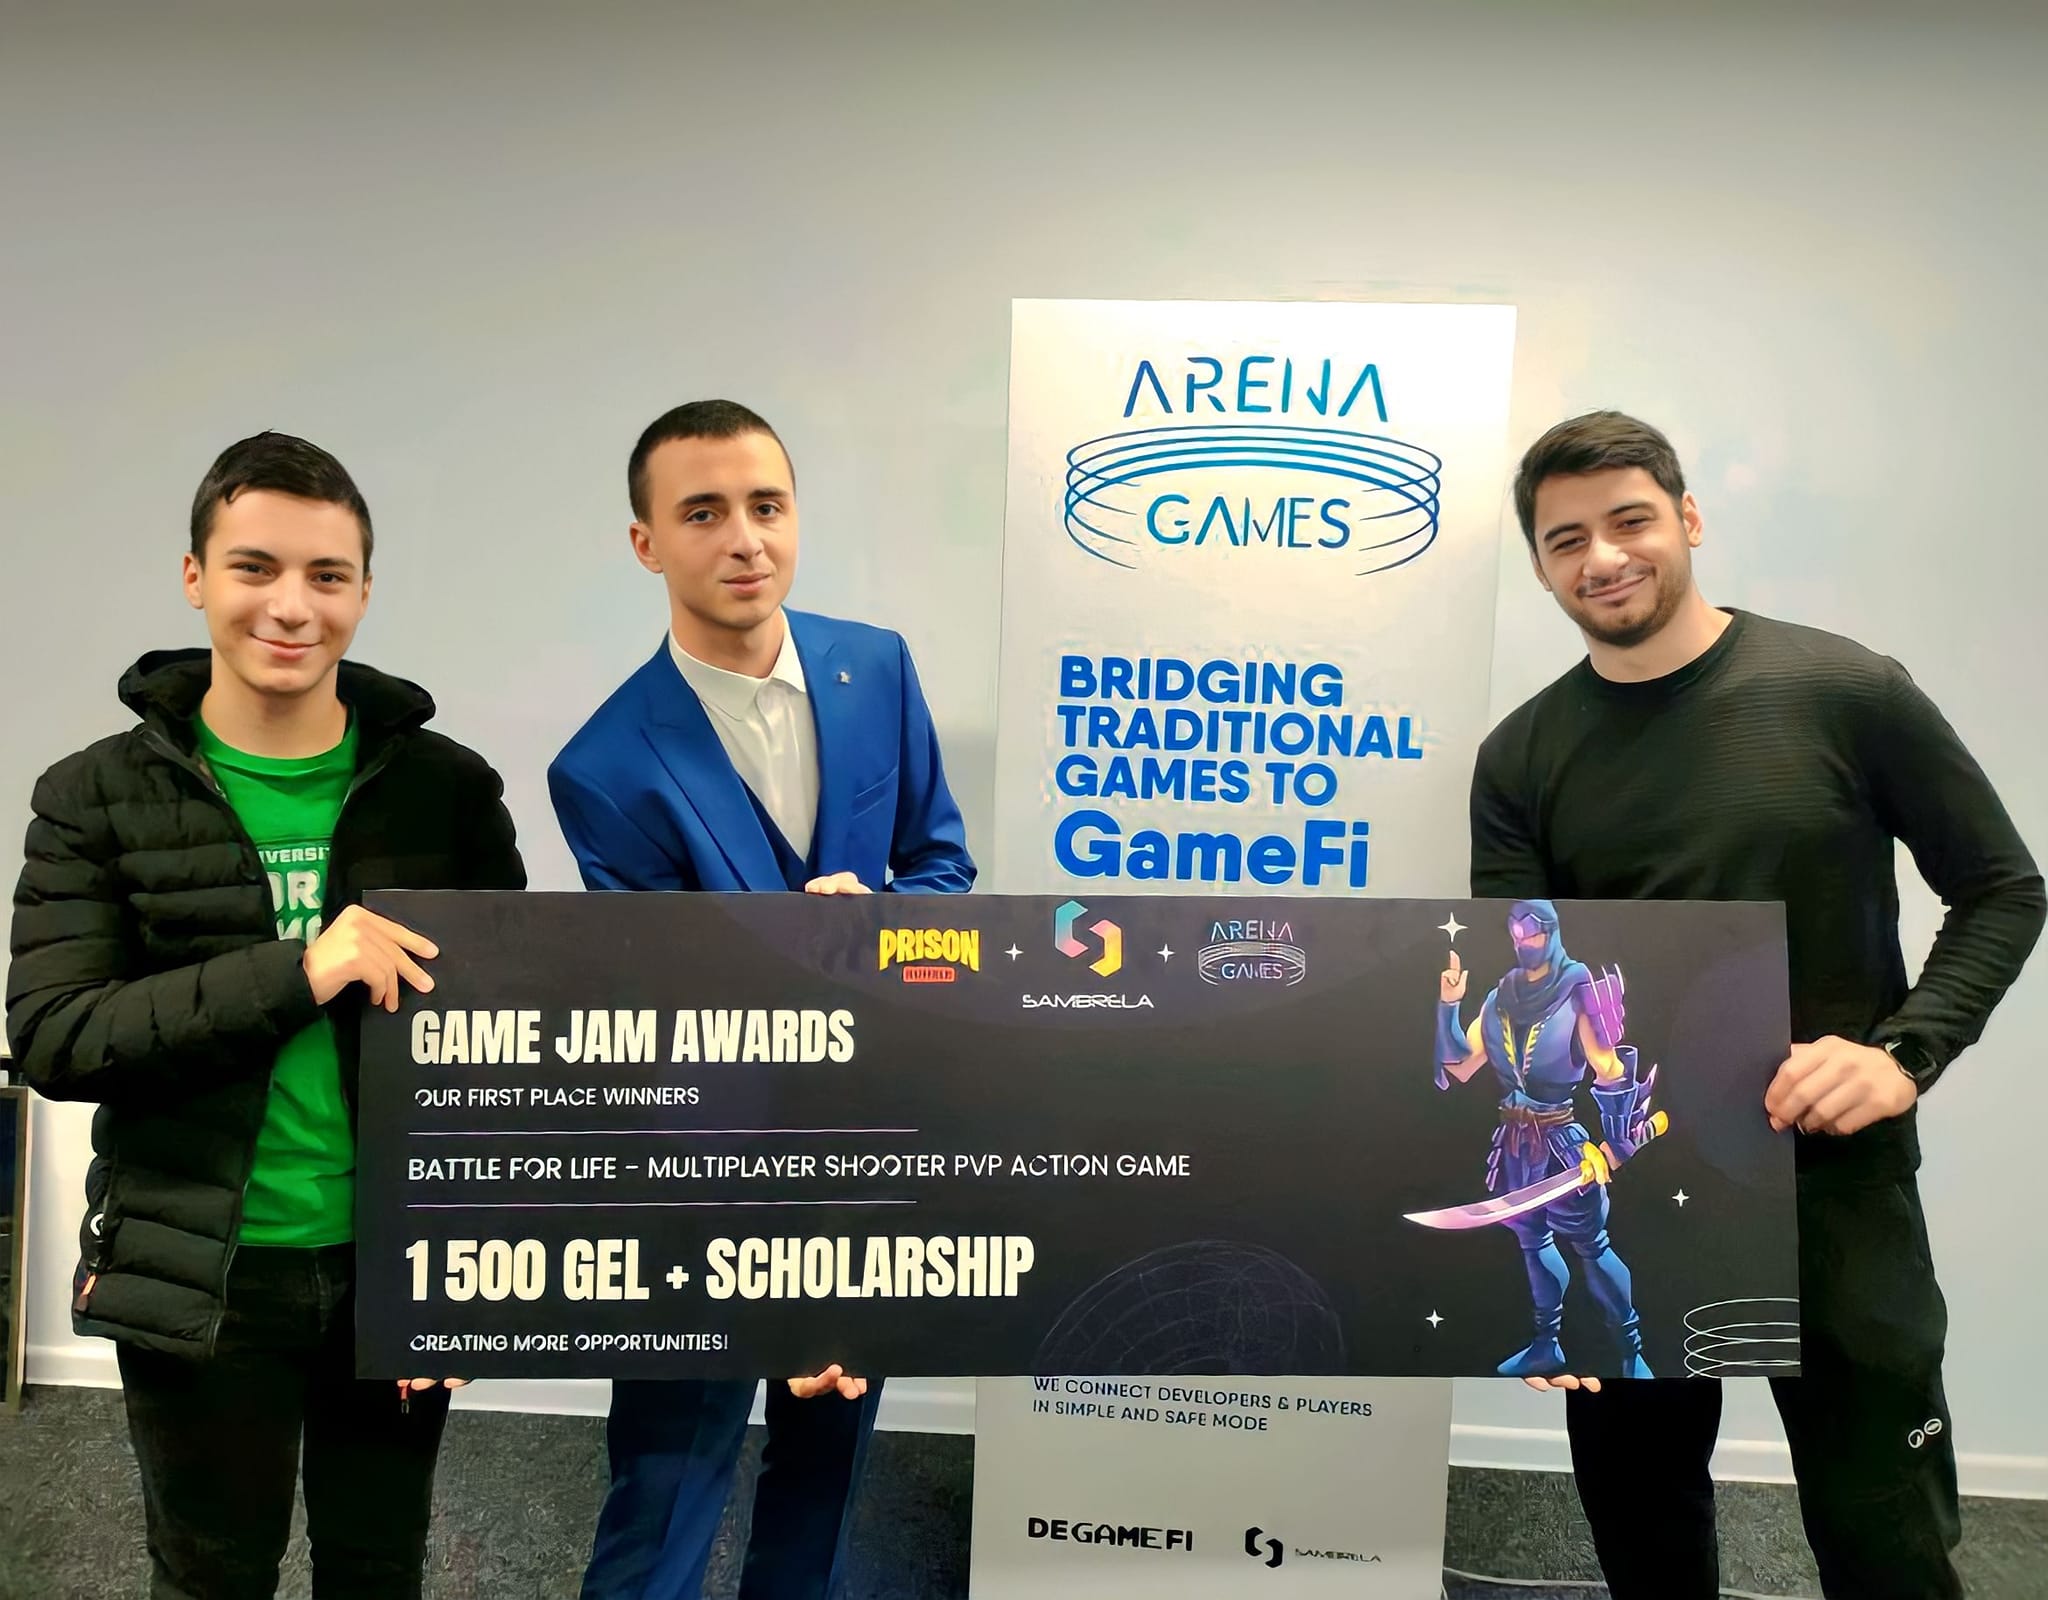 ARENA
GAMES
BRIDGING
TRADITIONAL
GAMES TO
GameFi
PRISON
SAMBRELA
ARENA
GAMES
GAME JAM AWARDS
OUR FIRST PLACE WINNERS
BATTLE FOR LIFE - MULTIPLAYER SHOOTER PVP ACTION GAME
1 500 GEL + SCHOLARSHIP
CREATING MORE OPPORTUNITIES!
WE CONNECT DEVELOPERS & PLAYERS
IN SIMPLE AND SAFE MODE
DEGAMEFI
SAMBRELA